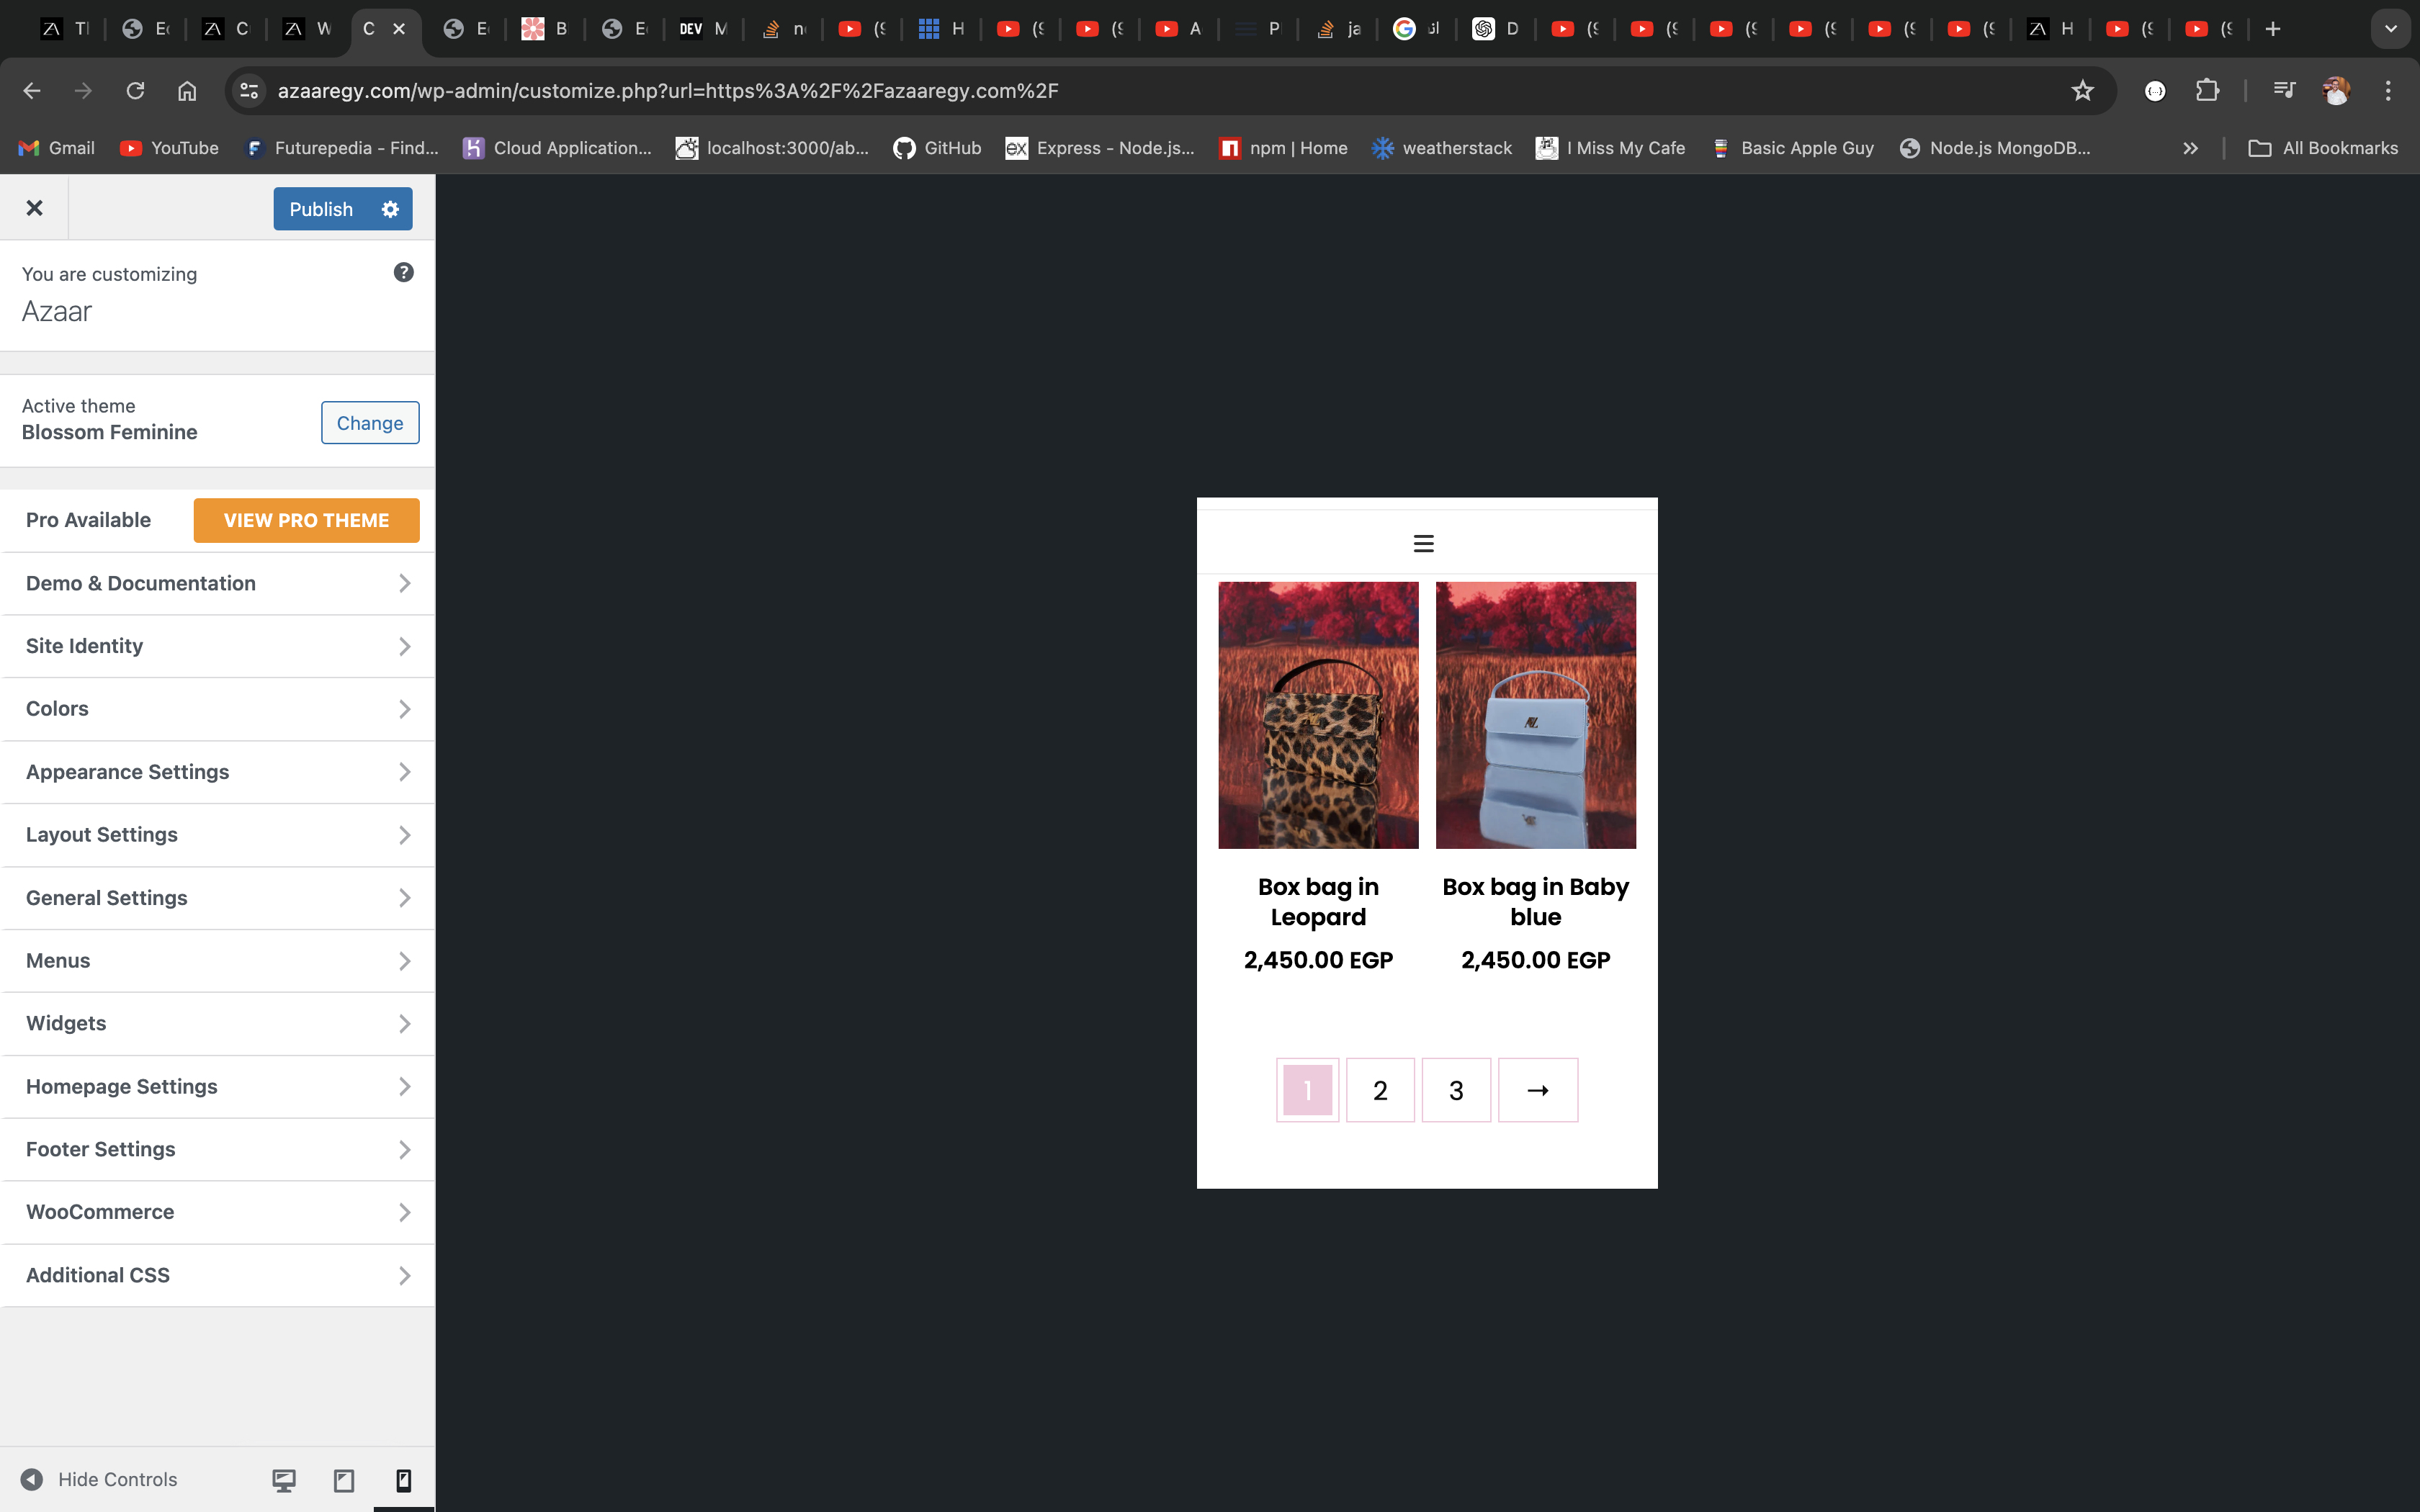 TI
C
W
C
E
B
E
DEV M
H
A
P
ja
D
H
azaaregy.com/wp-admin/customize.php?url=https%3A%2F%2Fazaaregy.com%2F
Gmail
YouTube
Futurepedia - Find...
Cloud Application...
localhost:3000/ab...
GitHub
ex Express - Node.js...
npm | Home
weatherstack
I Miss My Cafe
Basic Apple Guy
Node.js MongoDB...
All Bookmarks
Publish
You are customizing
Azaar
Active theme
Blossom Feminine
Change
Pro Available
VIEW PRO THEME
Demo & Documentation
Site Identity
Colors
Appearance Settings
Layout Settings
General Settings
Menus
Widgets
Homepage Settings
Footer Settings
WooCommerce
Additional CSS
Hide Controls
Box bag in
Leopard
2,450.00 EGP
Box bag in Baby
blue
2,450.00 EGP
1 2 3 →